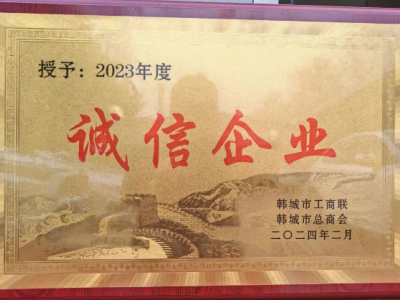 授予：2023年度
诚信企业
韩城市工商联
韩城市总商会
二〇二四年二月